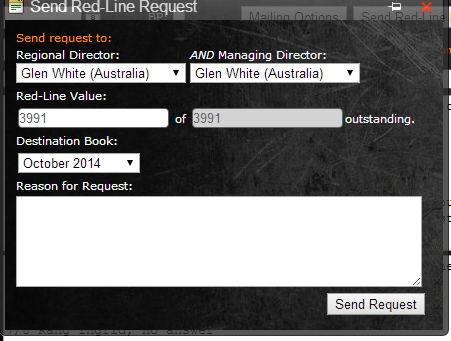 Send Red-Line Request
Mailing Options Send Red-Line
Send request to:
Regional Director: AND Managing Director:
Glen White (Australia) Glen White (Australia)
Red-Line Value:
3991 of 3991 outstanding.
Destination Book:
October 2014
Reason for Request:
Send Request
Rang Ingrid, no answer